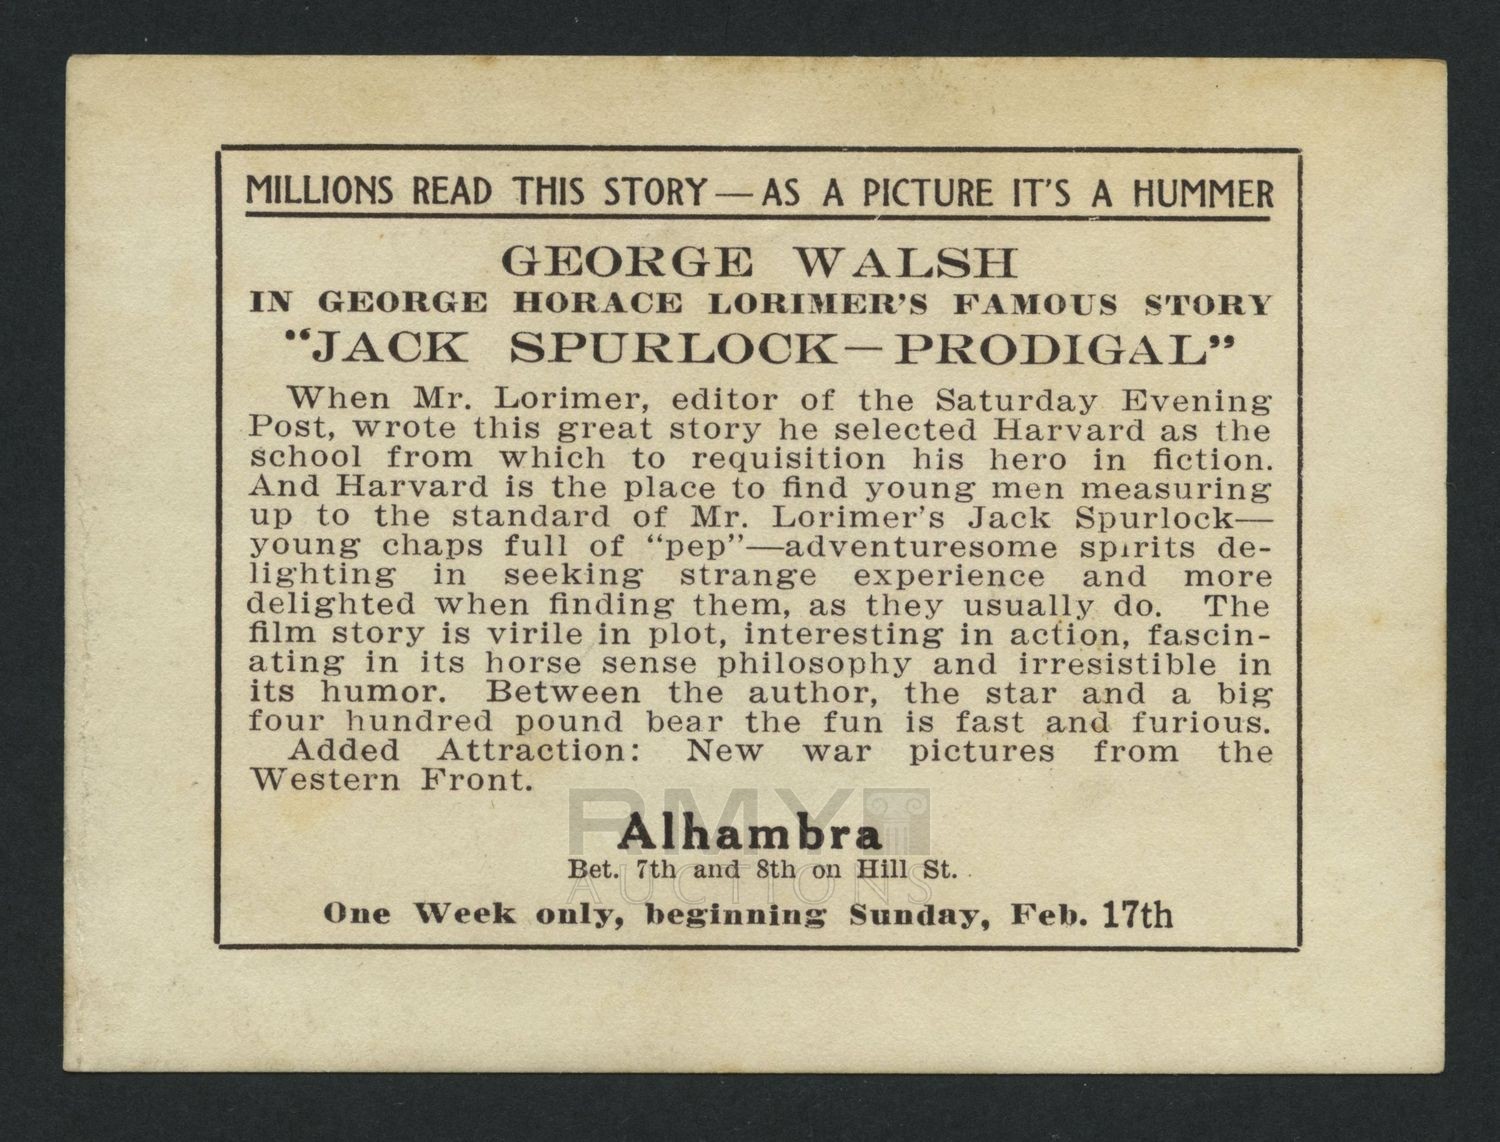 MILLIONS READ THIS STORY — AS A PICTURE IT'S A HUMMER
GEORGE WALSH
IN GEORGE HORACE LORIMER'S FAMOUS STORY
"JACK SPURLOCK—PRODIGAL"
When Mr. Lorimer, editor of the Saturday Evening
Post, wrote this great story he selected Harvard as the
school from which to requisition his hero in fiction.
And Harvard is the place to find young men measuring
up to the standard of Mr. Lorimer's Jack Spurlock—
young chaps full of "pep"—adventuresome spirits de-
lighting in seeking strange experience and more
delighted when finding them, as they usually do. The
film story is virile in plot, interesting in action, fascin-
ating in its horse sense philosophy and irresistible in
its humor. Between the author, the star and a big
four hundred pound bear the fun is fast and furious.
Added Attraction: New war pictures from the
Western Front.
RMY
Alhambra
Bet. 7th and 8th on Hill St.
AUCTIONS
One Week only, beginning Sunday, Feb. 17th